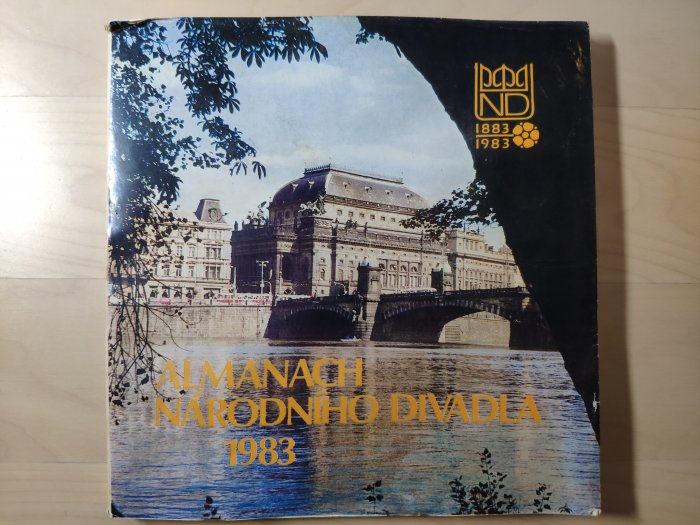 ND
1883
1983
ALMANACH
NÁRODNÍHO DIVADLA
1983